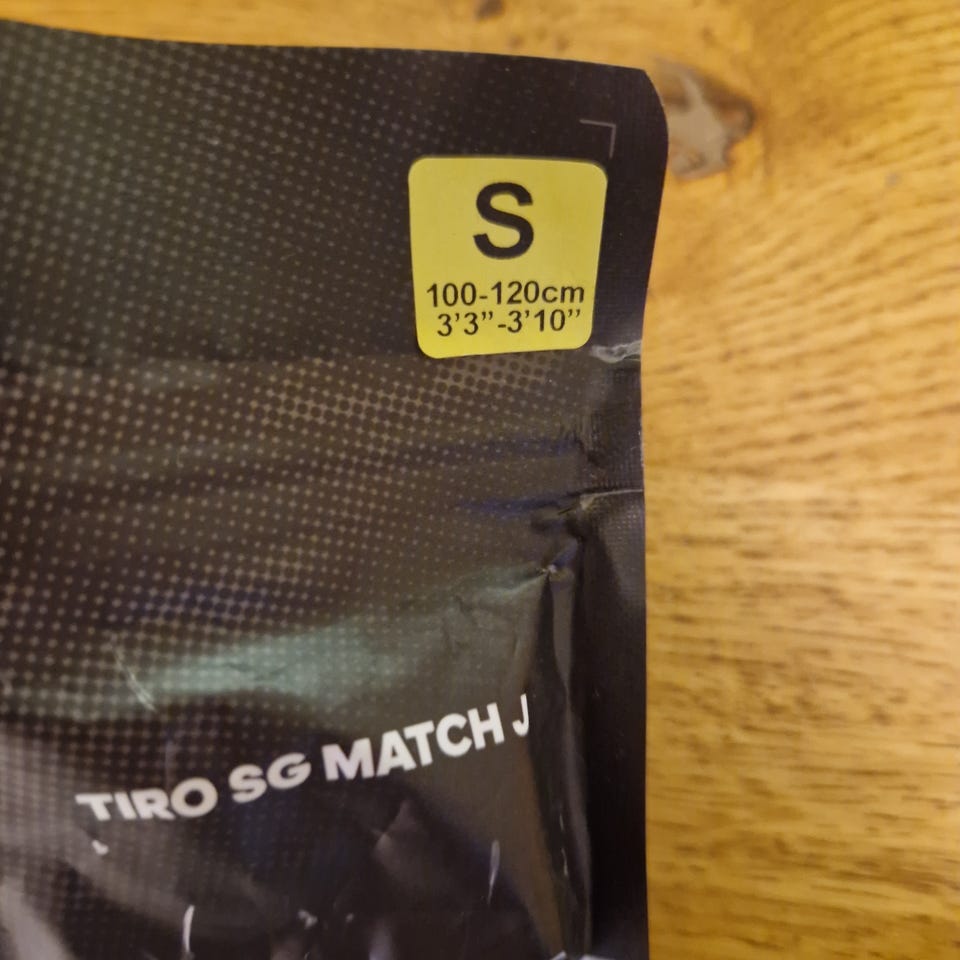 S
100-120cm
3’3”-3’10”
TIRO SG MATCH J